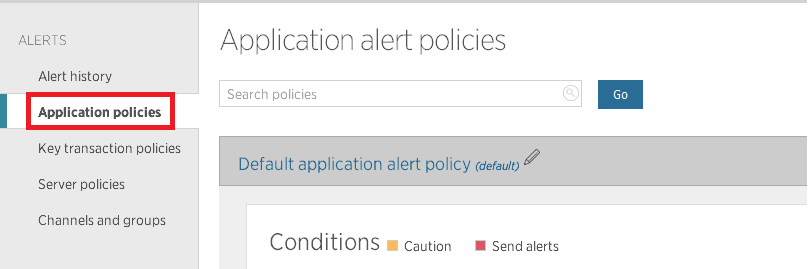 ALERTS
Alert history
Application policies
Key transaction policies
Server policies
Channels and groups
Application alert policies
Search policies
Go
Default application alert policy (default)
Conditions Caution Send alerts